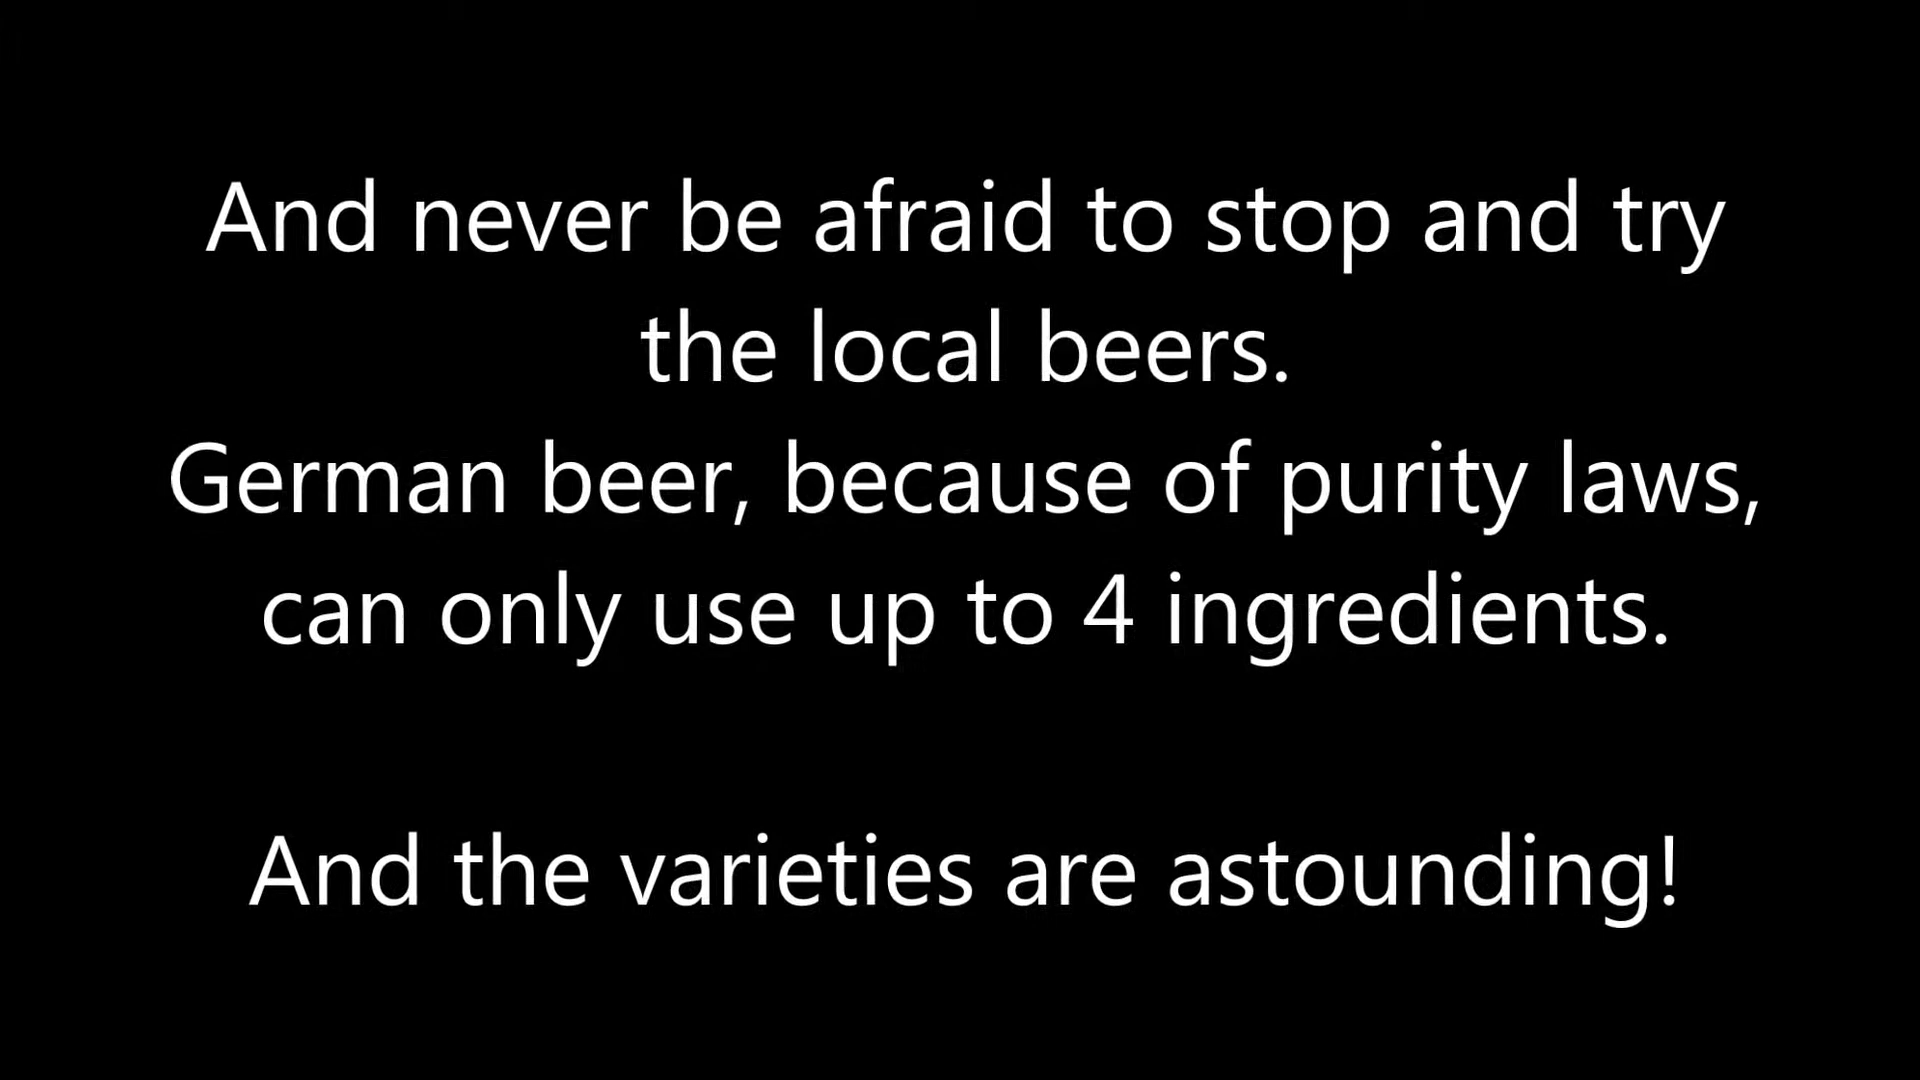 And never be afraid to stop and try
the local beers.
German beer, because of purity laws,
can only use up to 4 ingredients.
And the varieties are astounding!